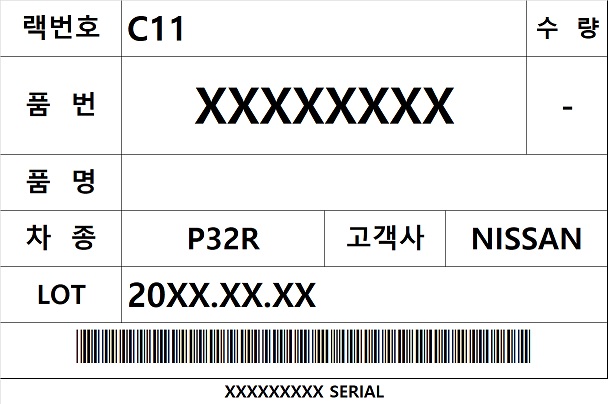 랙번호 C11 수 량
품 번 XXXXXXXX -
품 명
차 종 P32R 고객사 NISSAN
LOT 20XX.XX.XX
XXXXXXXXX SERIAL